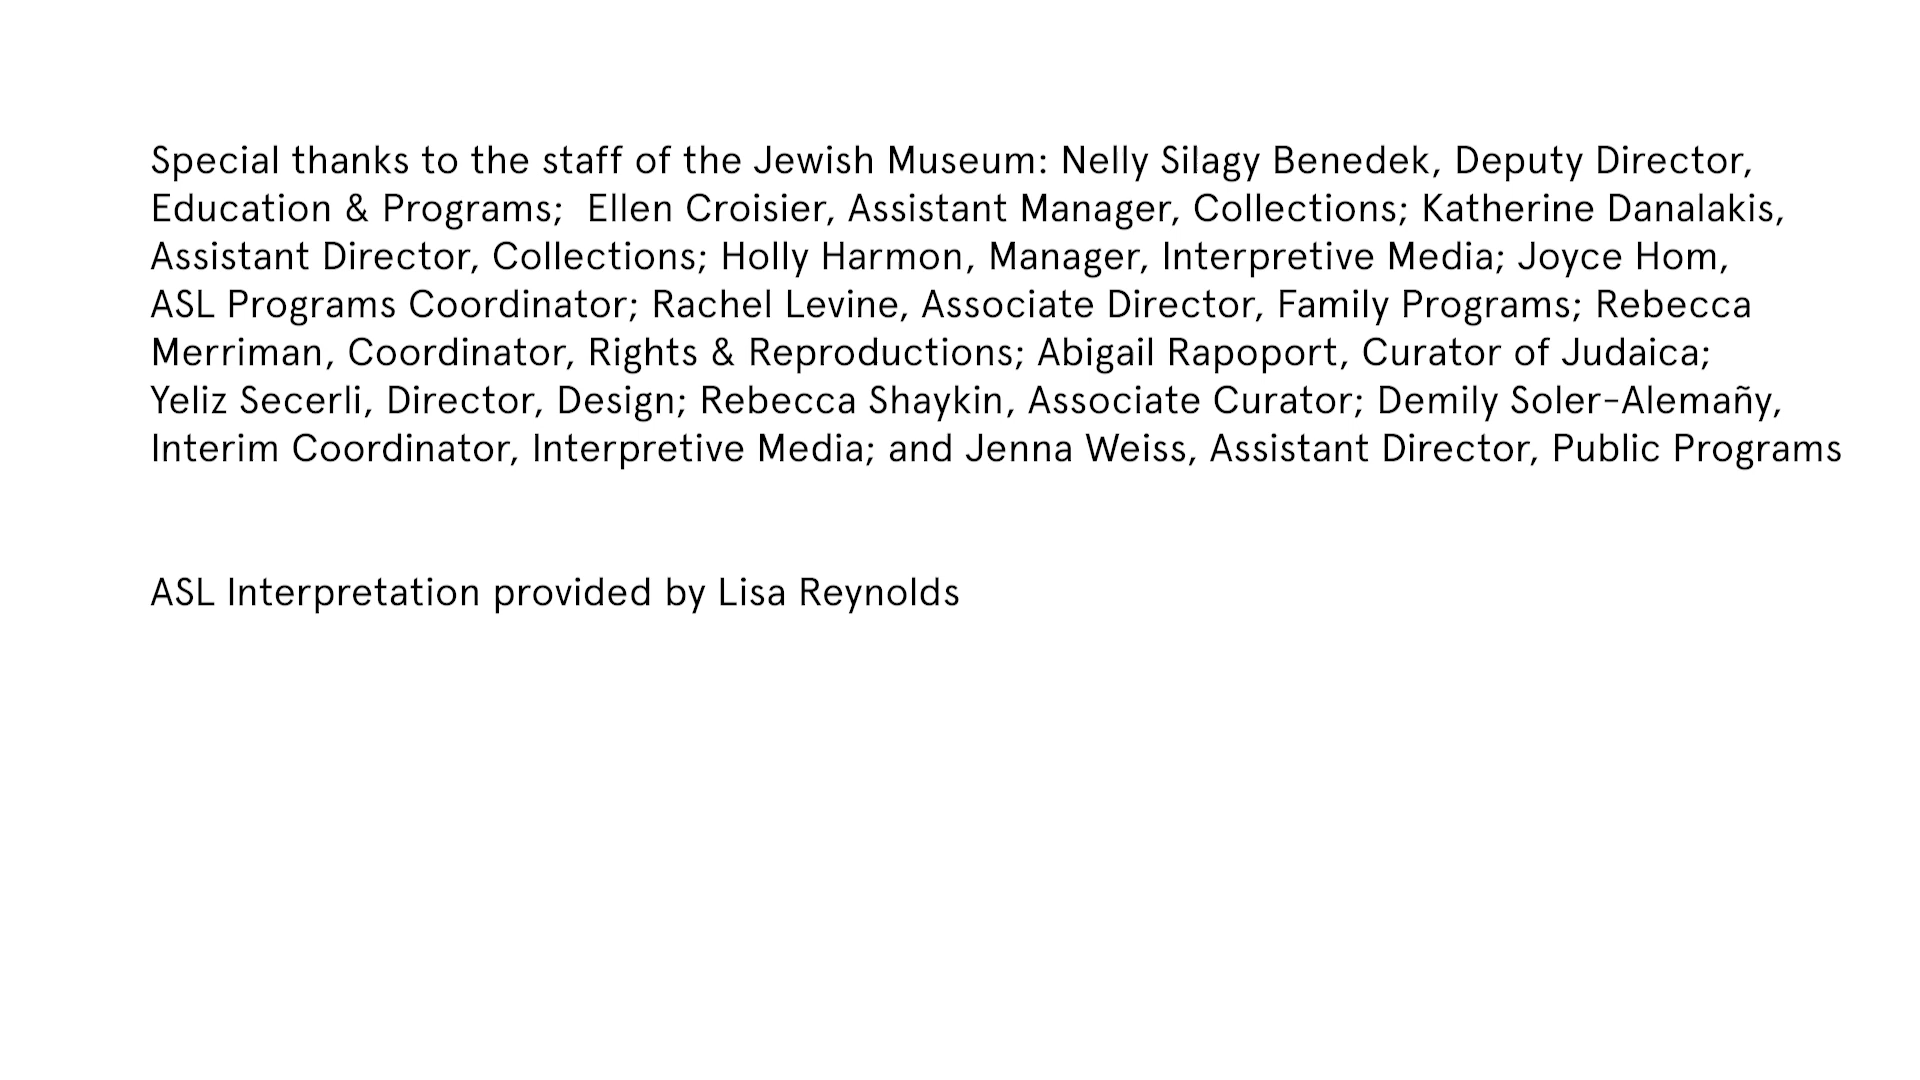 Special thanks to the staff of the Jewish Museum: Nelly Silagy Benedek, Deputy Director,
Education & Programs;  Ellen Croisier, Assistant Manager, Collections; Katherine Danalakis,
Assistant Director, Collections; Holly Harmon, Manager, Interpretive Media; Joyce Hom,
ASL Programs Coordinator; Rachel Levine, Associate Director, Family Programs; Rebecca
Merriman, Coordinator, Rights & Reproductions; Abigail Rapoport, Curator of Judaica;
Yeliz Secerli, Director, Design; Rebecca Shaykin, Associate Curator; Demily Soler-Alemañy,
Interim Coordinator, Interpretive Media; and Jenna Weiss, Assistant Director, Public Programs
ASL Interpretation provided by Lisa Reynolds